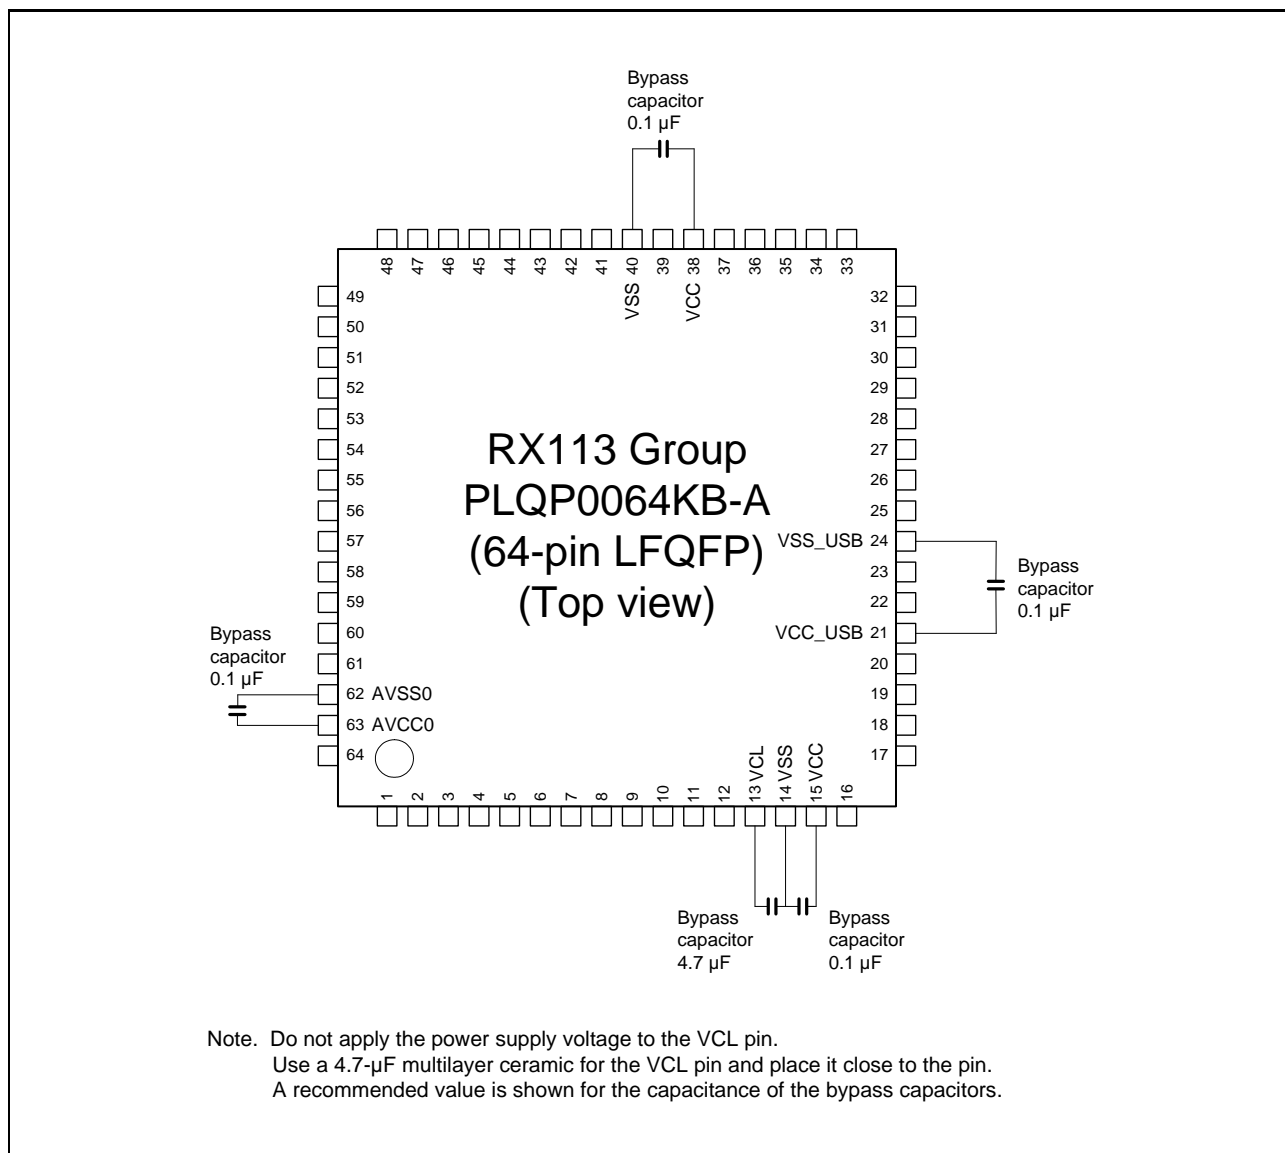 Bypass
capacitor
0.1 µF
48 47 46 45 44 43 42 41 40 39 38 37 36 35 34 33
VSS VCC
49
50
51
52
53
54
55
56
57
58
59
60
61
62 AVSS0
63 AVCC0
64
Bypass
capacitor
0.1 µF
RX113 Group
PLQP0064KB-A
(64-pin LFQFP)
(Top view)
32
31
30
29
28
27
26
25
VSS_USB 24
23
22
VCC_USB 21
20
19
18
17
Bypass
capacitor
0.1 µF
VCL VSS VCC
1 2 3 4 5 6 7 8 9 10 11 12 13 14 15 16
Bypass
capacitor
4.7 µF
Bypass
capacitor
0.1 µF
Note. Do not apply the power supply voltage to the VCL pin.
Use a 4.7-µF multilayer ceramic for the VCL pin and place it close to the pin.
A recommended value is shown for the capacitance of the bypass capacitors.